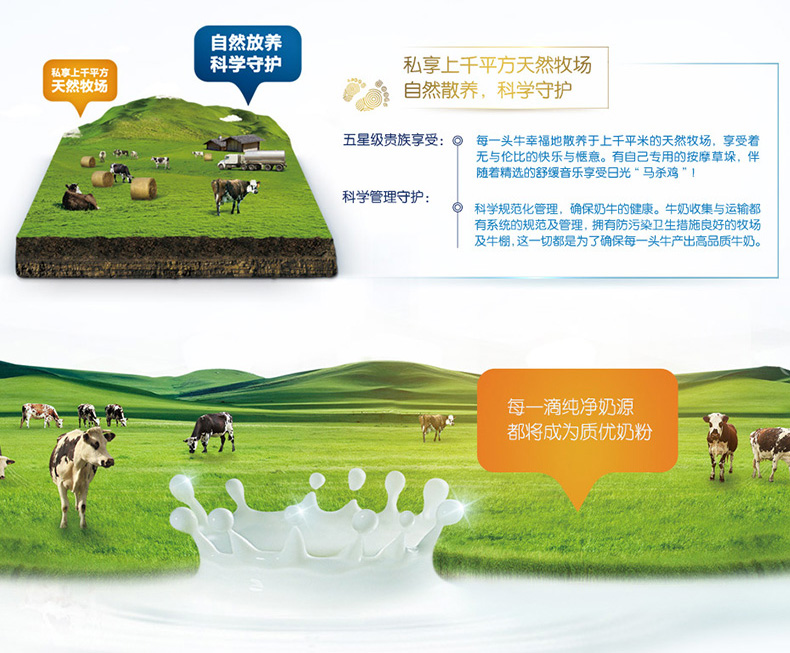 私享上千平方
天然牧场
自然放养
科学守护
私享上千平方天然牧场
自然散养，科学守护
五星级贵族享受：
每一头牛幸福地散养于上千平米的天然牧场，享受着
无与伦比的快乐与惬意。有自己专用的按摩草垛，伴
随着精选的舒缓音乐享受日光“马杀鸡”！
科学管理守护：
科学规范化管理，确保奶牛的健康。牛奶收集与运输都
有系统的规范及管理，拥有防污染卫生措施良好的牧场
及牛棚，这一切都是为了确保每一头牛产出高品质牛奶。
每一滴纯净奶源
都将成为质优奶粉